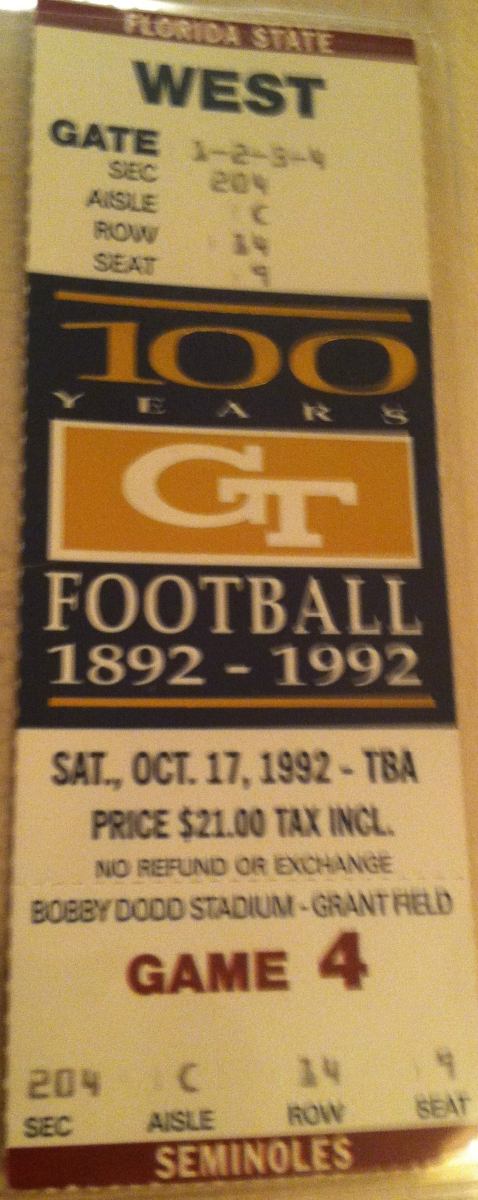 FLORIDA STATE
WEST
GATE 1-2-3-4
SEC 204
AISLE C
ROW 14
SEAT 9
100
YEARS
GT
FOOTBALL
1892 - 1992
SAT., OCT. 17, 1992 - TBA
PRICE $21.00 TAX INCL.
NO REFUND OR EXCHANGE
BOBBY DODD STADIUM - GRANT FIELD
GAME 4
204 C 14 9
SEC AISLE ROW SEAT
SEMINOLES